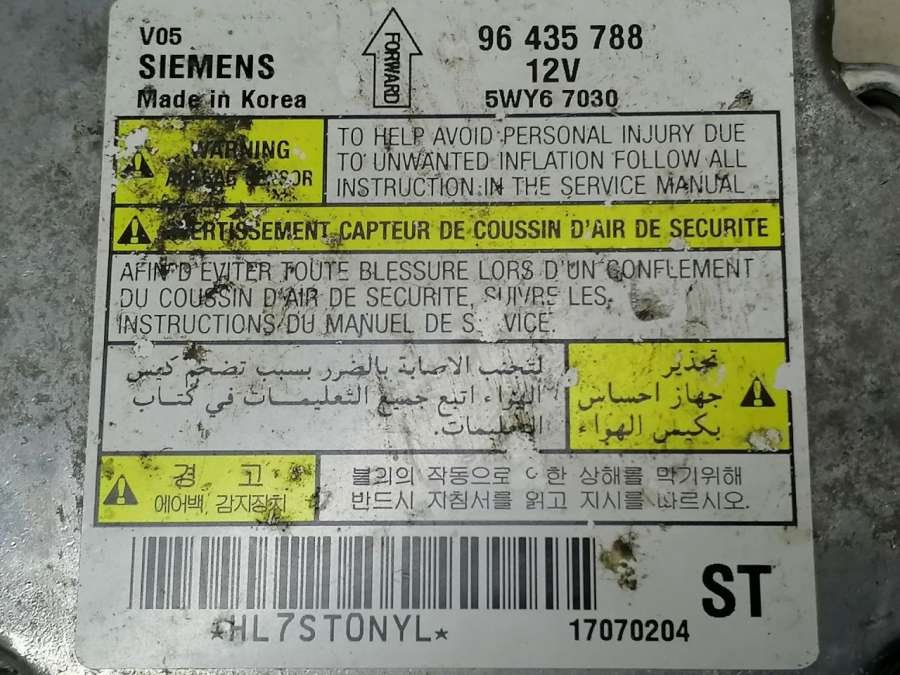 V05
SIEMENS
Made in Korea
FORWARD
96 435 788
12V
5WY6 7030
WARNING
AIRBAG SENSOR
TO HELP AVOID PERSONAL INJURY DUE
TO UNWANTED INFLATION FOLLOW ALL
INSTRUCTION IN THE SERVICE MANUAL
AVERTISSEMENT CAPTEUR DE COUSSIN D'AIR DE SECURITE
AFIN D'EVITER TOUTE BLESSURE LORS D'UN GONFLEMENT
DU COUSSIN D'AIR DE SECURITE, SUIVRE LES
INSTRUCTIONS DU MANUEL DE SERVICE.
تحذير
جهاز احساس
بكيس الهواء
لتجنب الاصابة بالضرر بسبب تضخم كيس
الهواء اتبع جميع التعليمات في كتاب
التعليمات.
경 고
에어백, 감지장치
불의의 작동으로 한 상해를 막기위해
반드시 지침서를 읽고 지시를 따르시오.
*HL7STONYL*
17070204
ST